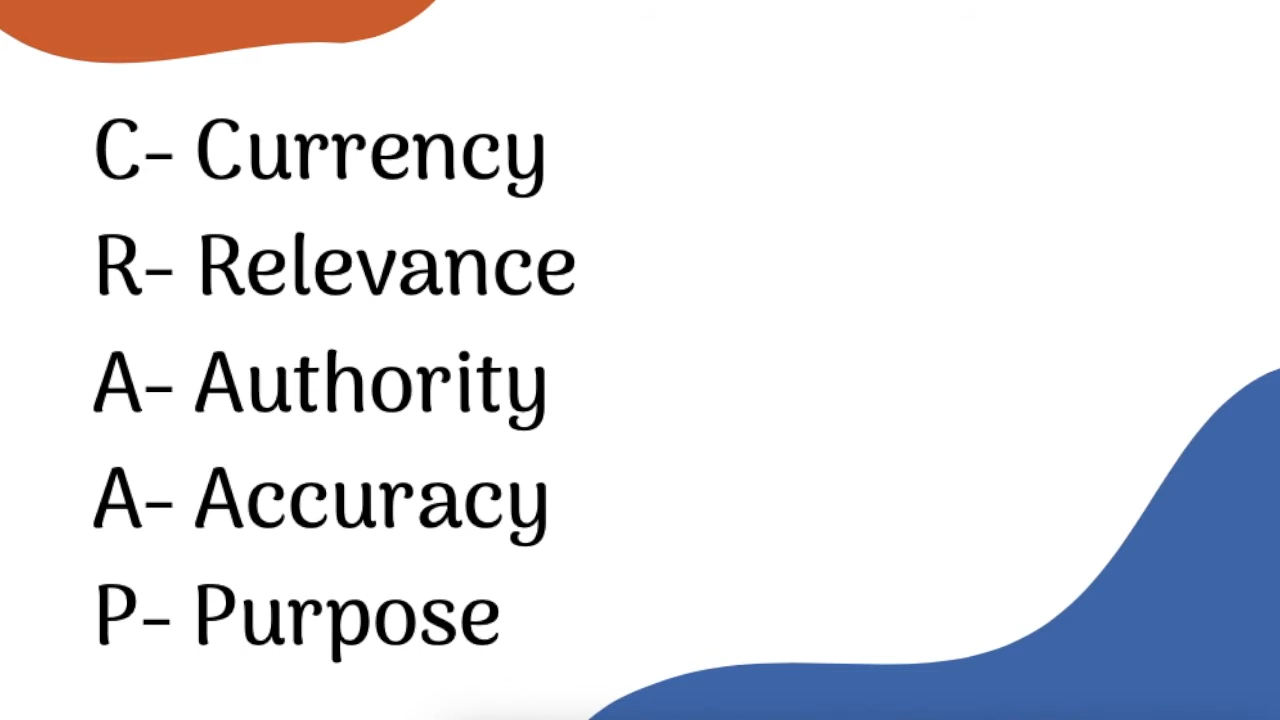 C- Currency
R- Relevance
A- Authority
A- Accuracy
P- Purpose